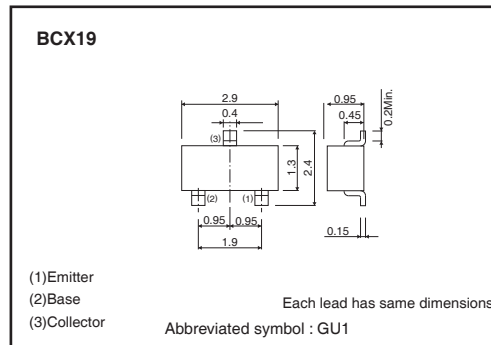 BCX19
2.9
0.4
(3)
1.3
2.4
(2)
(1)
0.95
0.95
1.9
0.95
0.45
0.2Min.
0.15
(1)Emitter
(2)Base
(3)Collector
Each lead has same dimensions
Abbreviated symbol : GU1